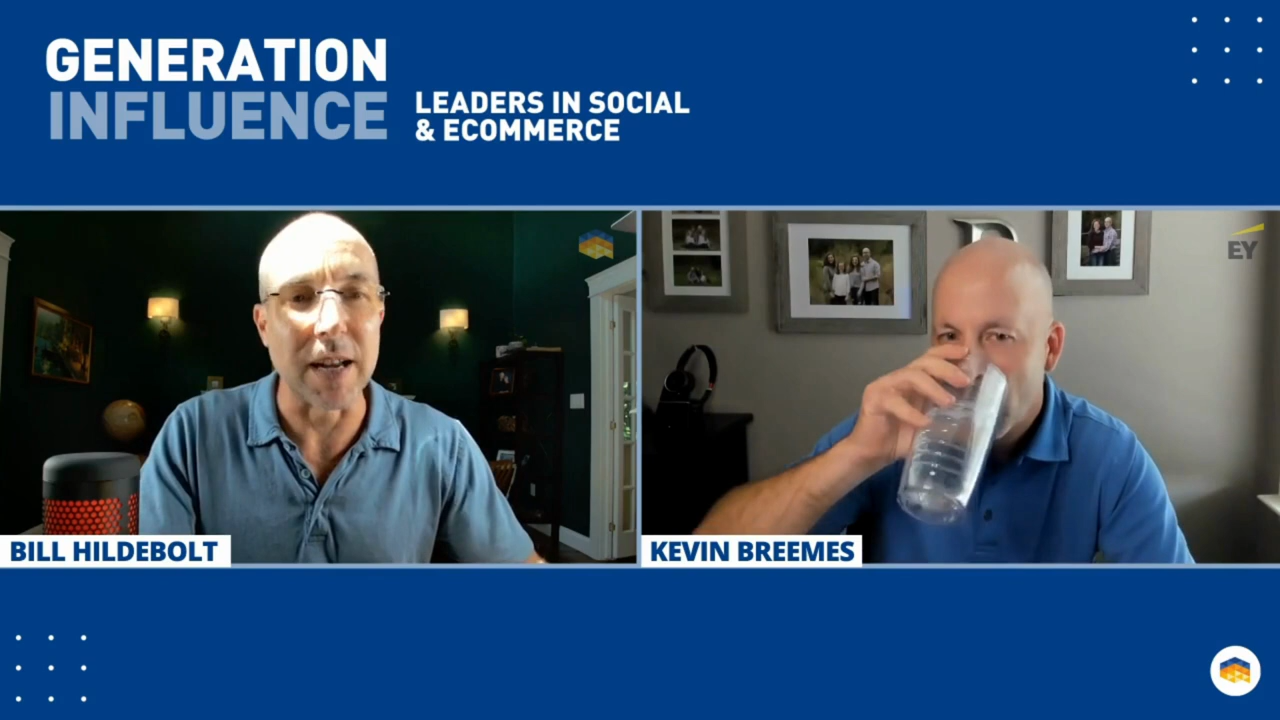 GENERATION
INFLUENCE
LEADERS IN SOCIAL
& ECOMMERCE
EY
BILL HILDEBOLT
KEVIN BREEMES